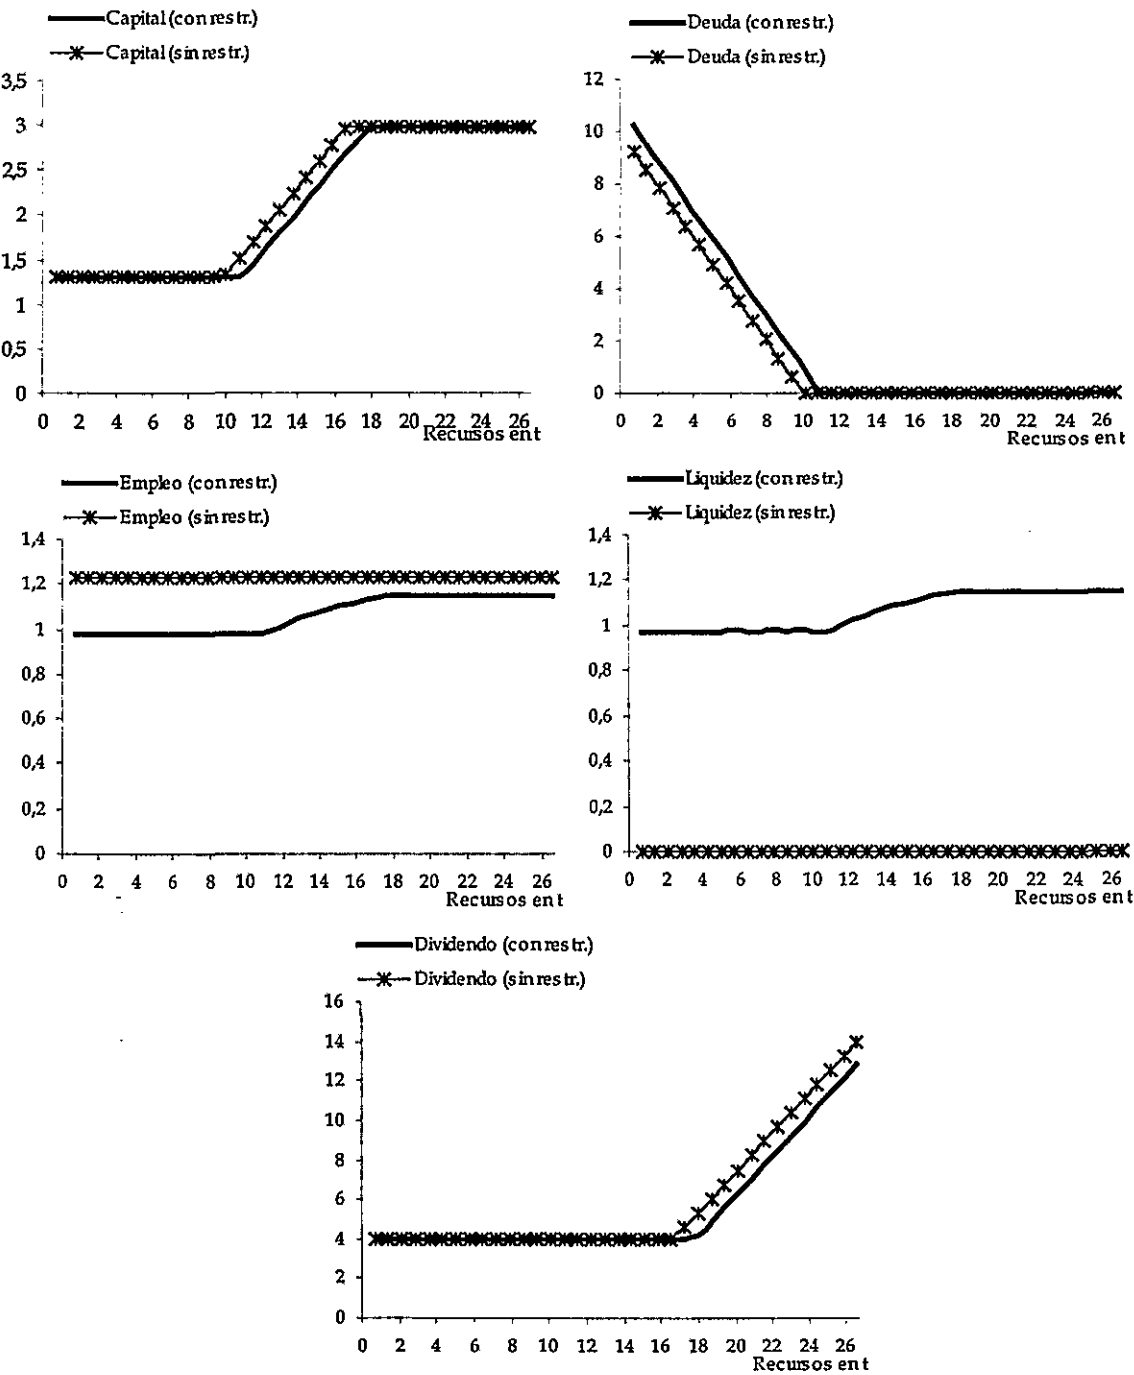 Capital (con restr.)
Capital (sin restr.)
3,5
3
2,5
2
1,5
1
0,5
0
0 2 4 6 8 10 12 14 16 18 20 22 24 26
Recursos en t
Deuda (con restr.)
Deuda (sin restr.)
12
10
8
6
4
2
0
0 2 4 6 8 10 12 14 16 18 20 22 24 26
Recursos en t
Empleo (con restr.)
Empleo (sin restr.)
1,4
1,2
1
0,8
0,6
0,4
0,2
0
0 2 4 6 8 10 12 14 16 18 20 22 24 26
Recursos en t
Liquidez (con restr.)
Liquidez (sin restr.)
1,4
1,2
1
0,8
0,6
0,4
0,2
0
0 2 4 6 8 10 12 14 16 18 20 22 24 26
Recursos en t
Dividendo (con restr.)
Dividendo (sin restr.)
16
14
12
10
8
6
4
2
0
0 2 4 6 8 10 12 14 16 18 20 22 24 26
Recursos en t